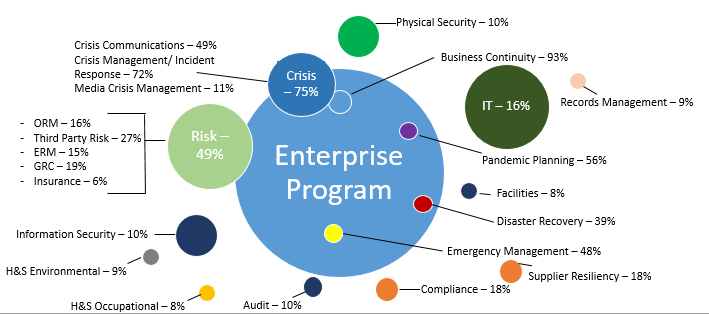 Physical Security – 10%
Crisis Communications – 49%
Crisis Management/ Incident
Response – 72%
Media Crisis Management – 11%
Business Continuity – 93%
Crisis
– 75%
IT – 16%
Records Management – 9%
- ORM – 16%
- Third Party Risk – 27%
- ERM – 15%
- GRC – 19%
- Insurance – 6%
Risk –
49%
Enterprise
Program
Pandemic Planning – 56%
Facilities – 8%
Disaster Recovery – 39%
Information Security – 10%
Emergency Management – 48%
H&S Environmental – 9%
Supplier Resiliency – 18%
Compliance – 18%
H&S Occupational – 8%
Audit – 10%